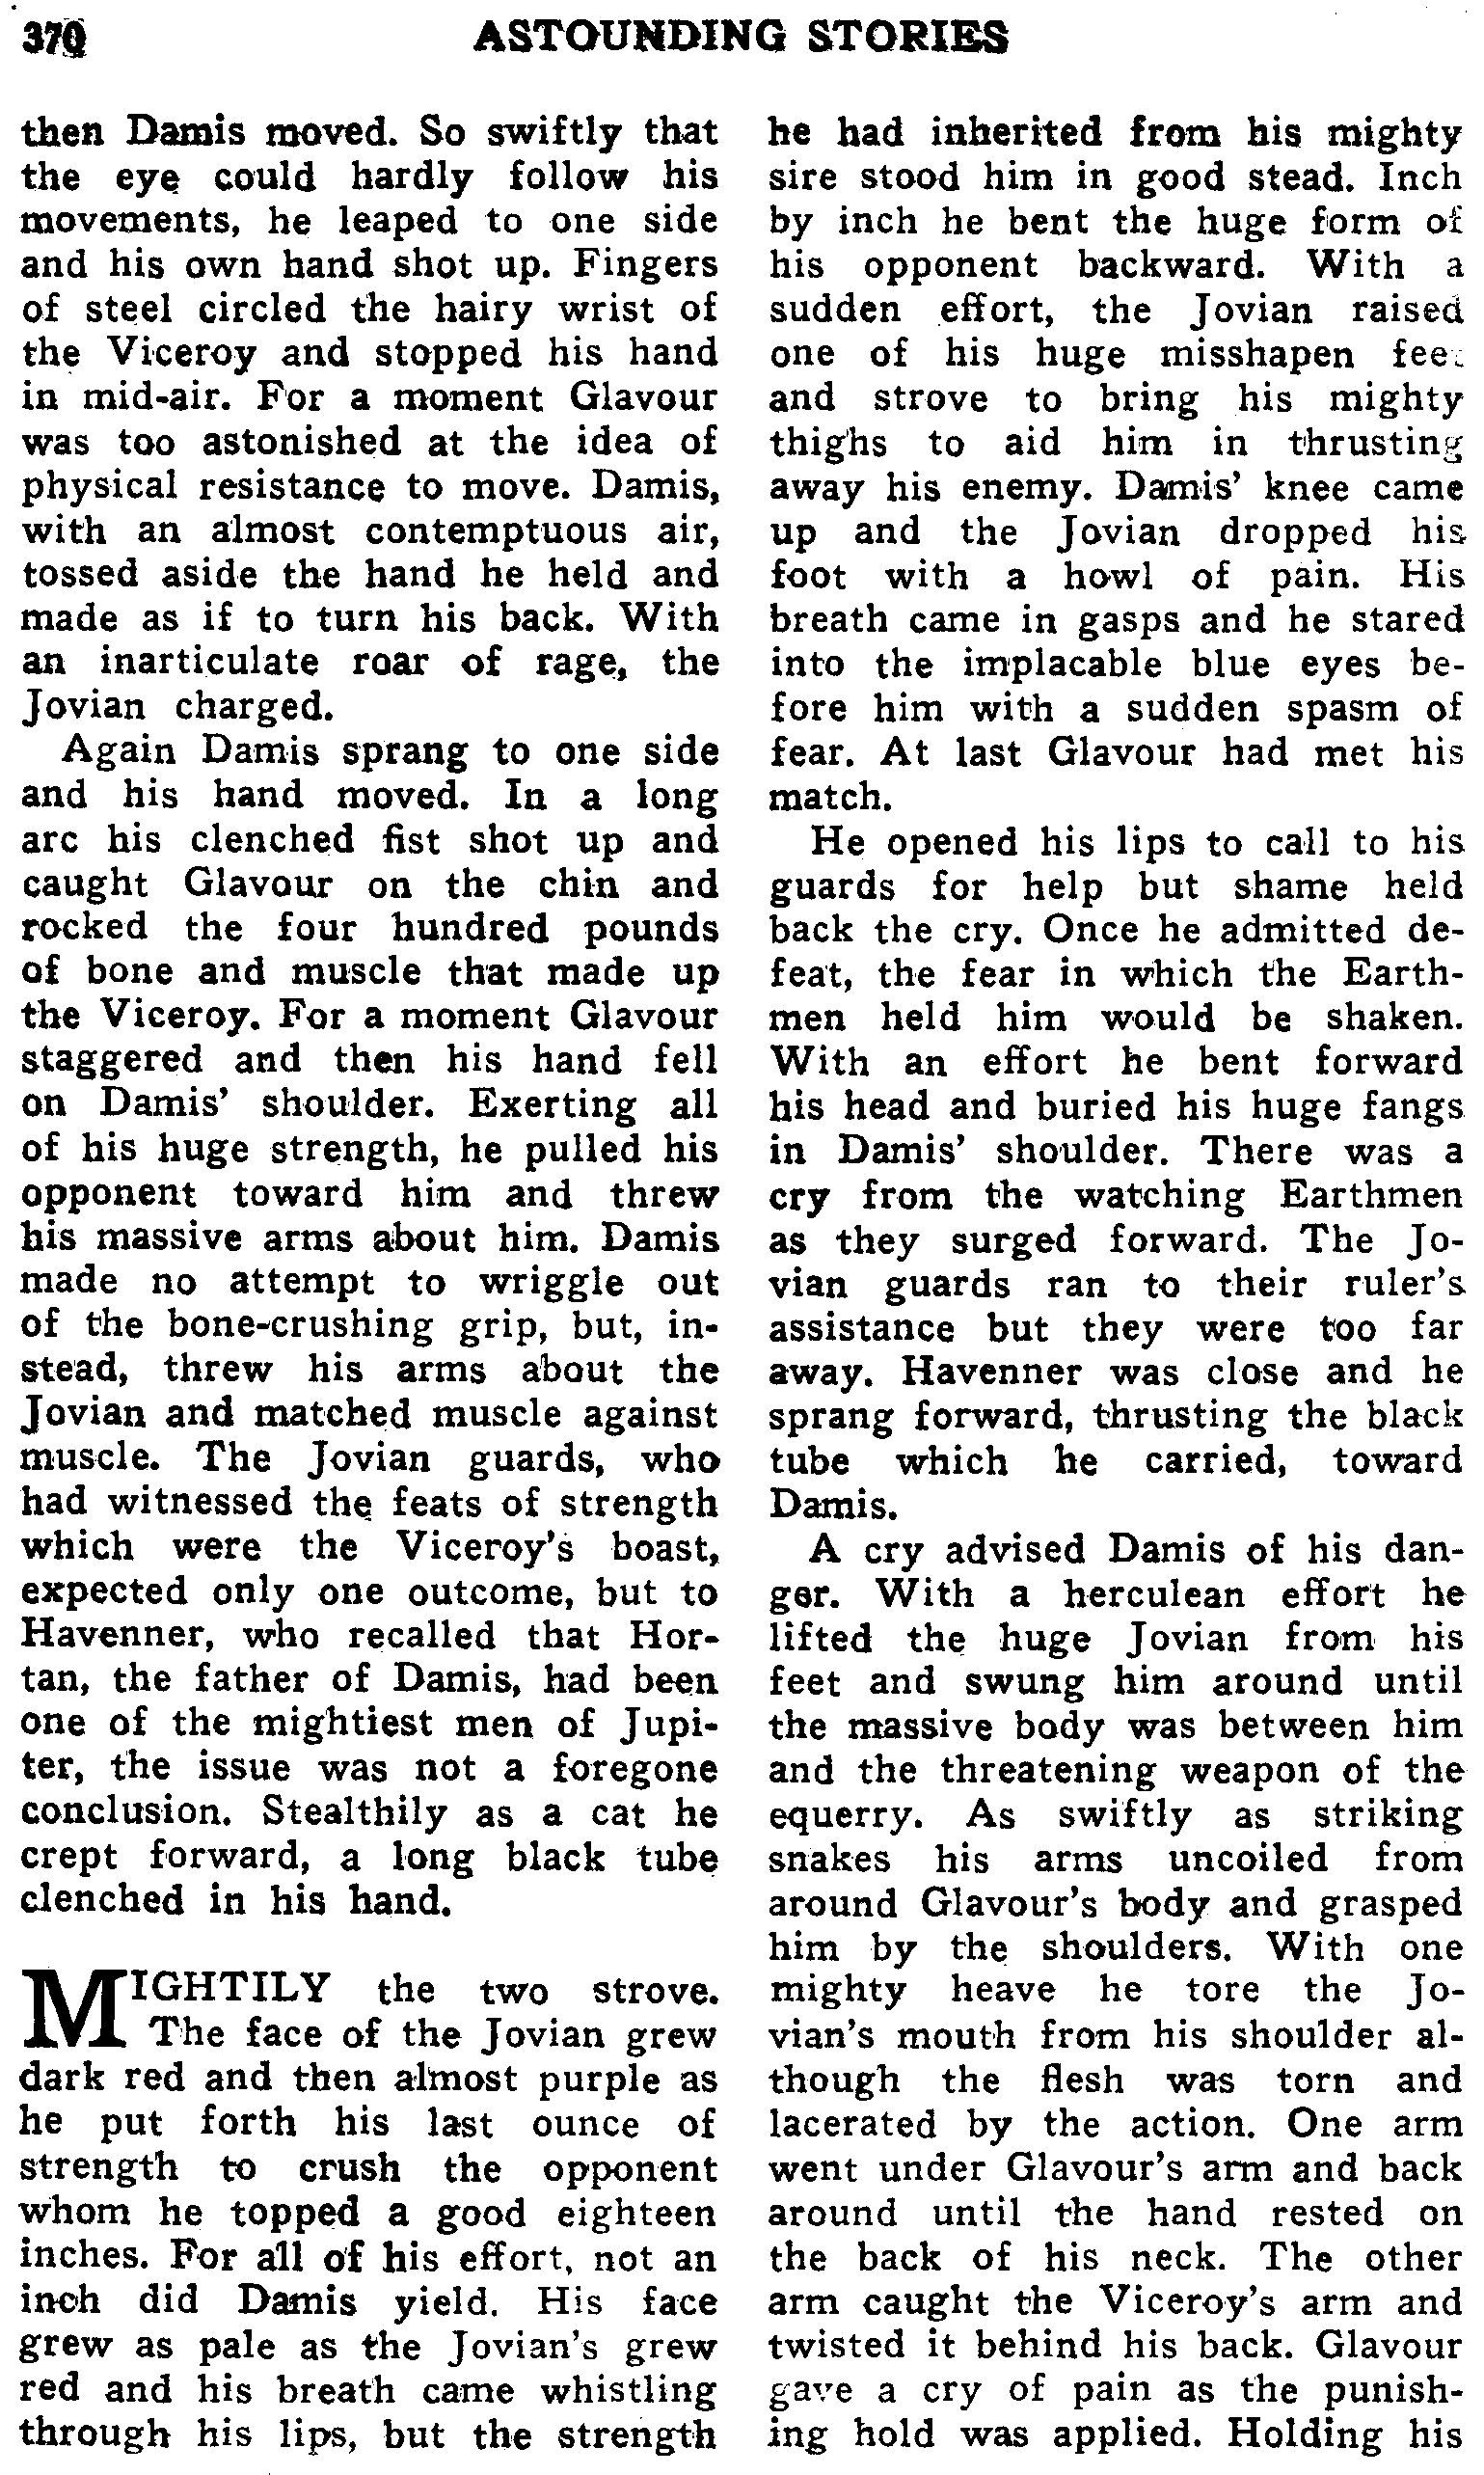 370
ASTOUNDING STORIES
then Damis moved. So swiftly that
the eye could hardly follow his
movements, he leaped to one side
and his own hand shot up. Fingers
of steel circled the hairy wrist of
the Viceroy and stopped his hand
in mid-air. For a moment Glavour
was too astonished at the idea of
physical resistance to move. Damis,
with an almost contemptuous air,
tossed aside the hand he held and
made as if to turn his back. With
an inarticulate roar of rage, the
Jovian charged.
Again Damis sprang to one side
and his hand moved. In a long
arc his clenched fist shot up and
caught Glavour on the chin and
rocked the four hundred pounds
of bone and muscle that made up
the Viceroy. For a moment Glavour
staggered and then his hand fell
on Damis' shoulder. Exerting all
of his huge strength, he pulled his
opponent toward him and threw
his massive arms about him. Damis
made no attempt to wriggle out
of the bone-crushing grip, but, in-
stead, threw his arms about the
Jovian and matched muscle against
muscle. The Jovian guards, who
had witnessed the feats of strength
which were the Viceroy's boast,
expected only one outcome, but to
Havenner, who recalled that Hor-
tan, the father of Damis, had been
one of the mightiest men of Jupi-
ter, the issue was not a foregone
conclusion. Stealthily as a cat he
crept forward, a long black tube
clenched in his hand.
MIGHTILY the two strove.
The face of the Jovian grew
dark red and then almost purple as
he put forth his last ounce of
strength to crush the opponent
whom he topped a good eighteen
inches. For all of his effort, not an
inch did Damis yield. His face
grew as pale as the Jovian's grew
red and his breath came whistling
through his lips, but the strength
he had inherited from his mighty
sire stood him in good stead. Inch
by inch he bent the huge form of
his opponent backward. With a
sudden effort, the Jovian raised
one of his huge misshapen feet
and strove to bring his mighty
thighs to aid him in thrusting
away his enemy. Damis' knee came
up and the Jovian dropped his
foot with a howl of pain. His
breath came in gasps and he stared
into the implacable blue eyes be-
fore him with a sudden spasm of
fear. At last Glavour had met his
match.
He opened his lips to call to his
guards for help but shame held
back the cry. Once he admitted de-
feat, the fear in which the Earth-
men held him would be shaken.
With an effort he bent forward
his head and buried his huge fangs
in Damis' shoulder. There was a
cry from the watching Earthmen
as they surged forward. The Jo-
vian guards ran to their ruler's
assistance but they were too far
away. Havenner was close and he
sprang forward, thrusting the black
tube which he carried, toward
Damis.
A cry advised Damis of his dan-
ger. With a herculean effort he
lifted the huge Jovian from his
feet and swung him around until
the massive body was between him
and the threatening weapon of the
equerry. As swiftly as striking
snakes his arms uncoiled from
around Glavour's body and grasped
him by the shoulders. With one
mighty heave he tore the Jo-
vian's mouth from his shoulder al-
though the flesh was torn and
lacerated by the action. One arm
went under Glavour's arm and back
around until the hand rested on
the back of his neck. The other
arm caught the Viceroy's arm and
twisted it behind his back. Glavour
gave a cry of pain as the punish-
ing hold was applied. Holding his